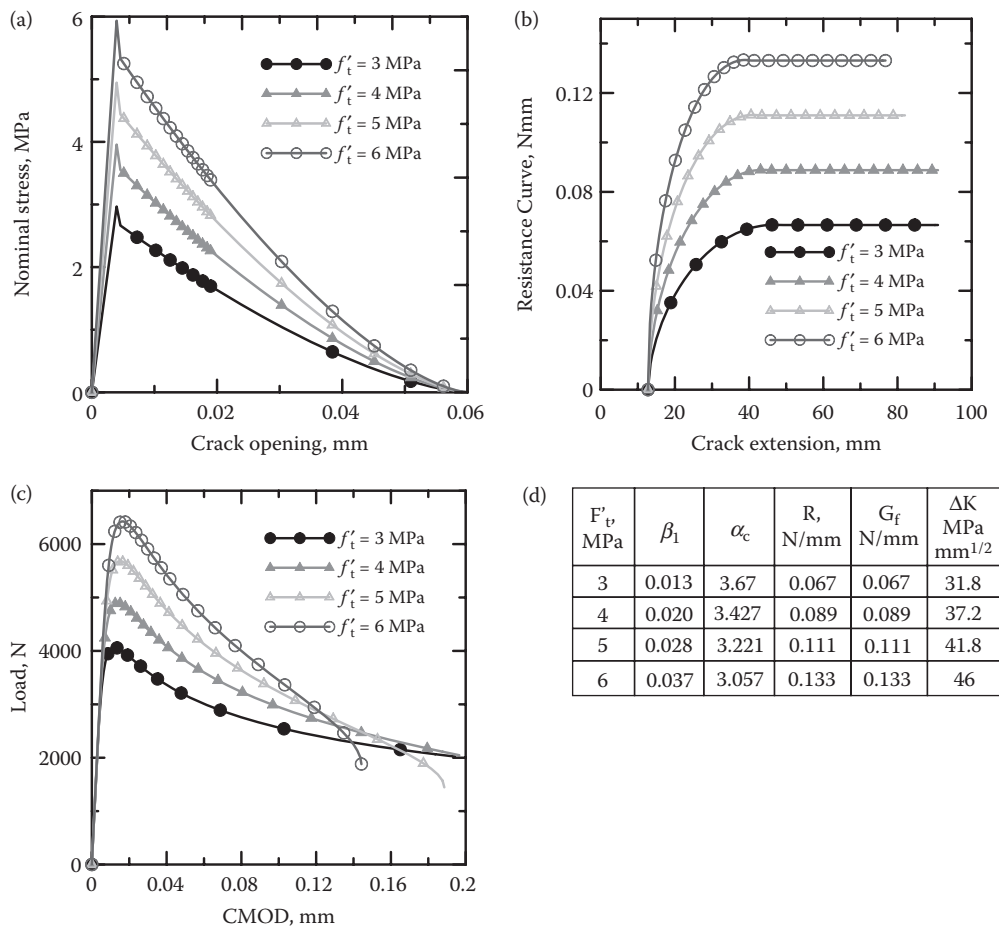 (a)
6
4
2
0
Nominal stress, MPa
f′t = 3 MPa
f′t = 4 MPa
f′t = 5 MPa
f′t = 6 MPa
0
0.02
0.04
0.06
Crack opening, mm
(b)
0.12
0.08
0.04
0
Resistance Curve, Nmm
f′t = 3 MPa
f′t = 4 MPa
f′t = 5 MPa
f′t = 6 MPa
0
20
40
60
80
100
Crack extension, mm
(c)
6000
4000
2000
0
Load, N
f′t = 3 MPa
f′t = 4 MPa
f′t = 5 MPa
f′t = 6 MPa
0
0.04
0.08
0.12
0.16
0.2
CMOD, mm
(d)
F't, MPa β1 αc R, N/mm Gf N/mm ΔK MPa mm1/2
3 0.013 3.67 0.067 0.067 31.8
4 0.020 3.427 0.089 0.089 37.2
5 0.028 3.221 0.111 0.111 41.8
6 0.037 3.057 0.133 0.133 46